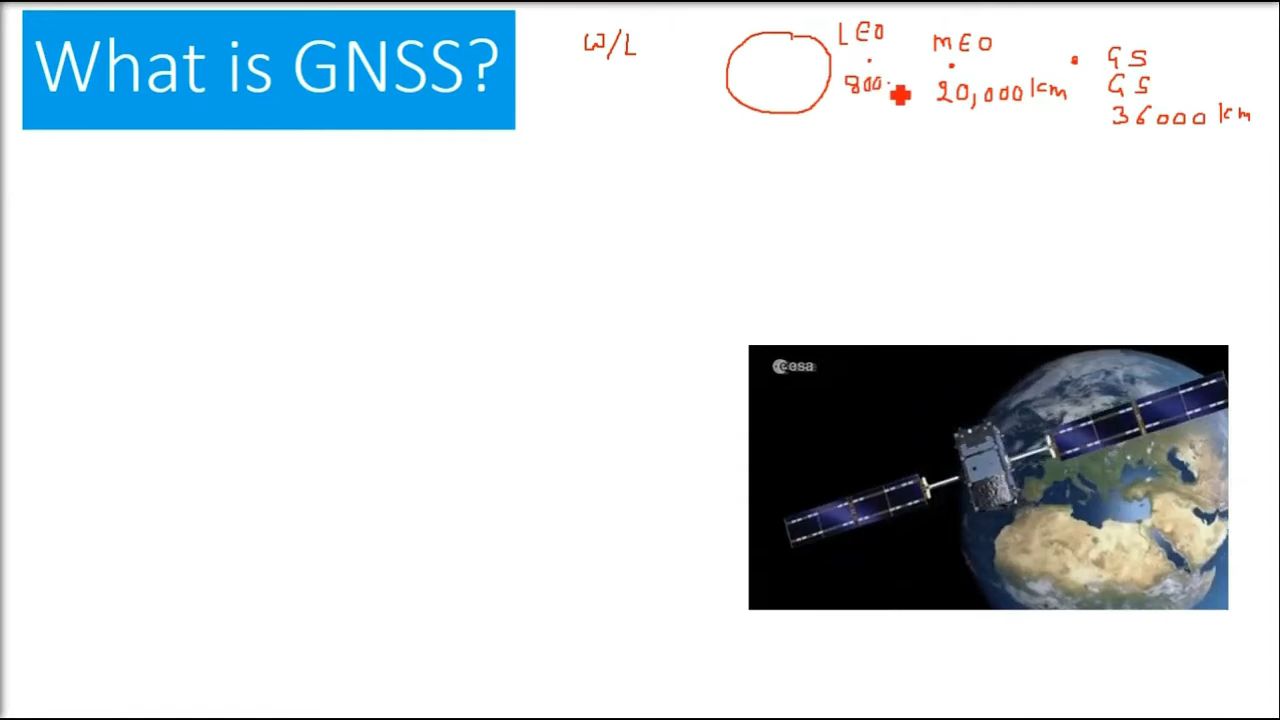 What is GNSS?
W/L
LEO
800
MEO
20,000 km
GS
GS
36000 km
esa